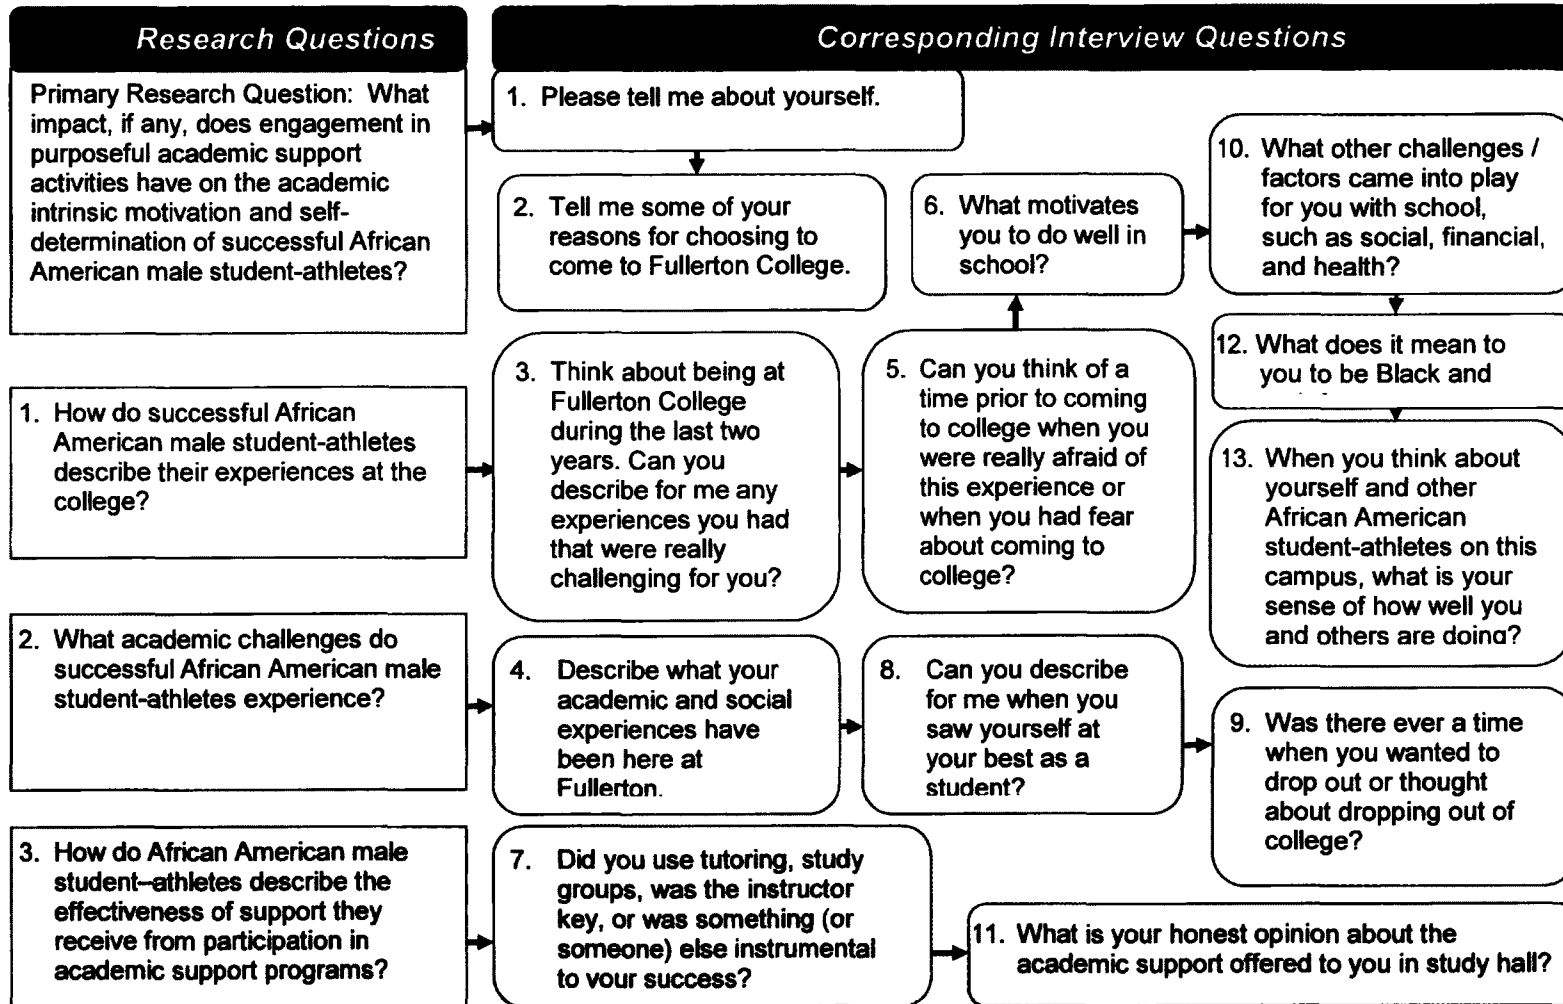 Research Questions
Corresponding Interview Questions
Primary Research Question: What
impact, if any, does engagement in
purposeful academic support
activities have on the academic
intrinsic motivation and self-
determination of successful African
American male student-athletes?
1. Please tell me about yourself.
2. Tell me some of your
reasons for choosing to
come to Fullerton College.
1. How do successful African
American male student-athletes
describe their experiences at the
college?
3. Think about being at
Fullerton College
during the last two
years. Can you
describe for me any
experiences you had
that were really
challenging for you?
5. Can you think of a
time prior to coming
to college when you
were really afraid of
this experience or
when you had fear
about coming to
college?
6. What motivates
you to do well in
school?
10. What other challenges /
factors came into play
for you with school,
such as social, financial,
and health?
12. What does it mean to
you to be Black and
13. When you think about
yourself and other
African American
student-athletes on this
campus, what is your
sense of how well you
and others are doing?
2. What academic challenges do
successful African American male
student-athletes experience?
4. Describe what your
academic and social
experiences have
been here at
Fullerton.
8. Can you describe
for me when you
saw yourself at
your best as a
student?
9. Was there ever a time
when you wanted to
drop out or thought
about dropping out of
college?
3. How do African American male
student–athletes describe the
effectiveness of support they
receive from participation in
academic support programs?
7. Did you use tutoring, study
groups, was the instructor
key, or was something (or
someone) else instrumental
to your success?
11. What is your honest opinion about the
academic support offered to you in study hall?